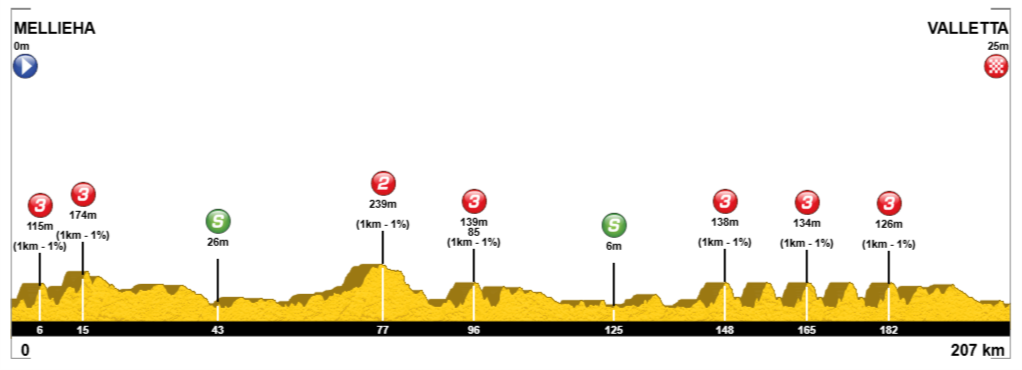 MELLIEHA
0m
VALLETTA
25m
3
115m
(1km - 1%)
3
174m
(1km - 1%)
S
26m
2
239m
(1km - 1%)
3
139m
85
(1km - 1%)
S
6m
3
138m
(1km - 1%)
3
134m
(1km - 1%)
3
126m
(1km - 1%)
6 15 43 77 96 125 148 165 182
0 207 km